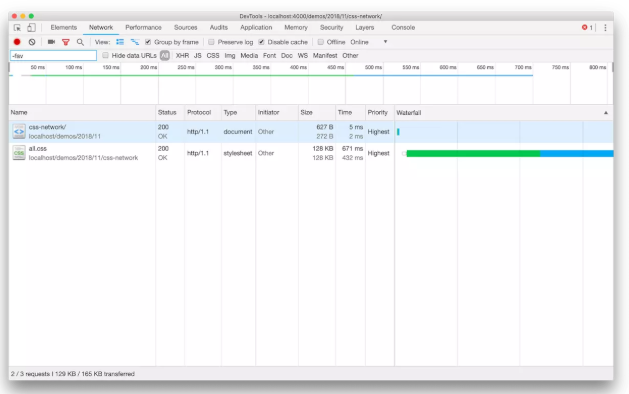 DevTools - localhost:4000/demos/2018/11/css-network/
Elements Network Performance Sources Audits Application Memory Security Layers Console 1
View: Group by frame Preserve log Disable cache Offline Online
-fav Hide data URLs All XHR JS CSS Img Media Font Doc WS Manifest Other
50 ms 100 ms 150 ms 200 ms 250 ms 300 ms 350 ms 400 ms 450 ms 500 ms 550 ms 600 ms 650 ms 700 ms 750 ms 800 ms
Name Status Protocol Type Initiator Size Time Priority Waterfall
css-network/ 200 http/1.1 document Other 627 B 5 ms Highest
localhost/demos/2018/11 OK 272 B 2 ms
all.css 200 http/1.1 stylesheet Other 128 KB 671 ms Highest
localhost/demos/2018/11/css-network OK 128 KB 432 ms
2 / 3 requests | 129 KB / 165 KB transferred